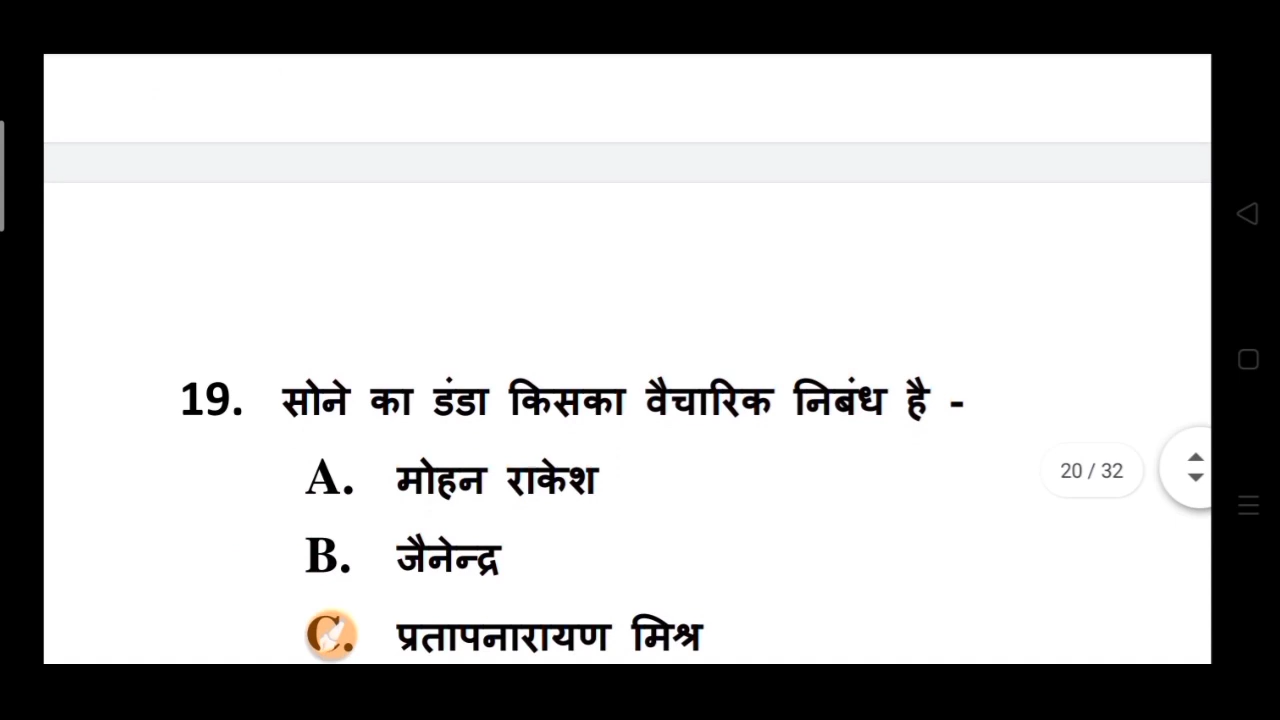 19. सोने का डंडा किसका वैचारिक निबंध है -
A. मोहन राकेश
20 / 32
B. जैनेन्द्र
C. प्रतापनारायण मिश्र